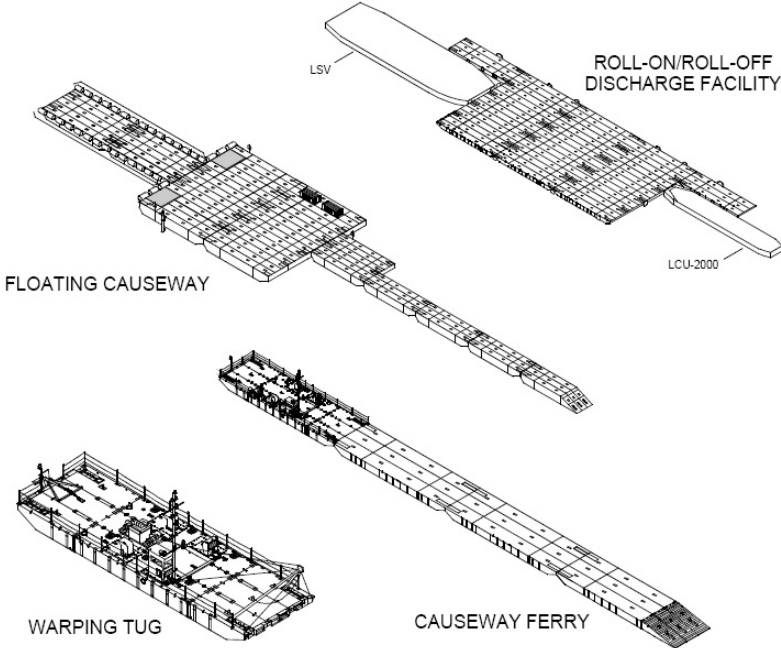 LSV
ROLL-ON/ROLL-OFF
DISCHARGE FACILITY
LCU-2000
FLOATING CAUSEWAY
WARPING TUG
CAUSEWAY FERRY